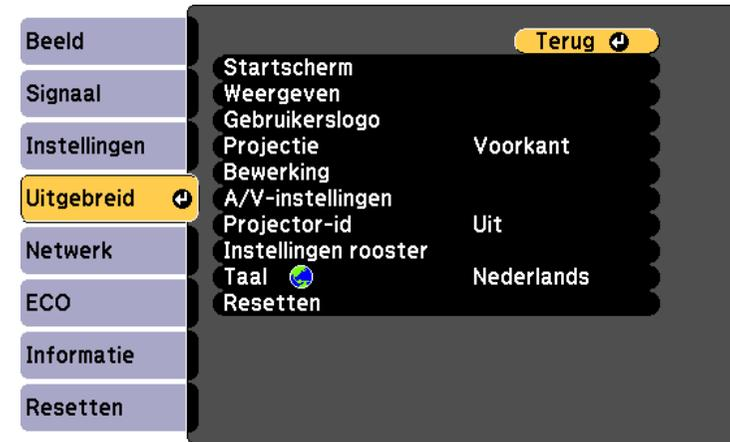 Beeld
Signaal
Instellingen
Uitgebreid
Netwerk
ECO
Informatie
Resetten
Terug
Startscherm
Weergeven
Gebruikerslogo
Projectie Voorkant
Bewerking
A/V-instellingen
Projector-id Uit
Instellingen rooster
Taal Nederlands
Resetten